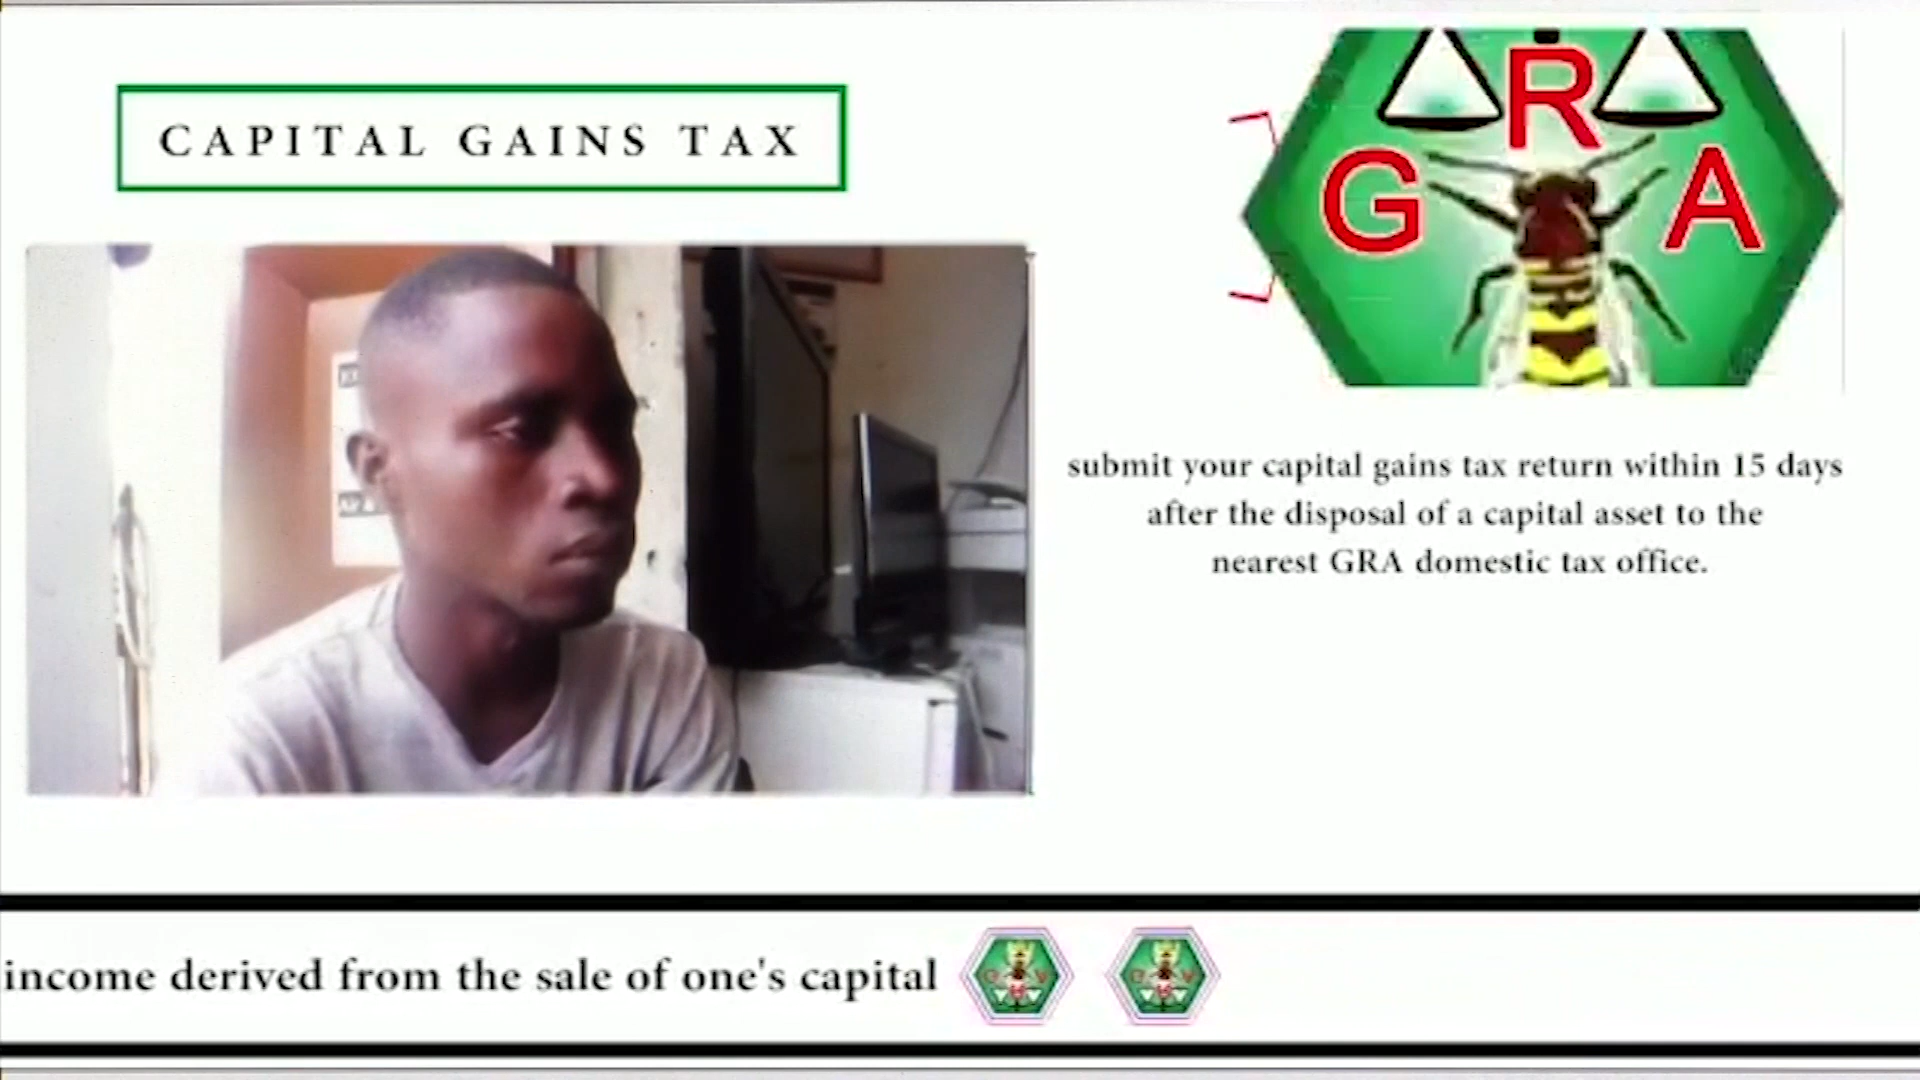 CAPITAL GAINS TAX
G R A
submit your capital gains tax return within 15 days
after the disposal of a capital asset to the
nearest GRA domestic tax office.
income derived from the sale of one's capital